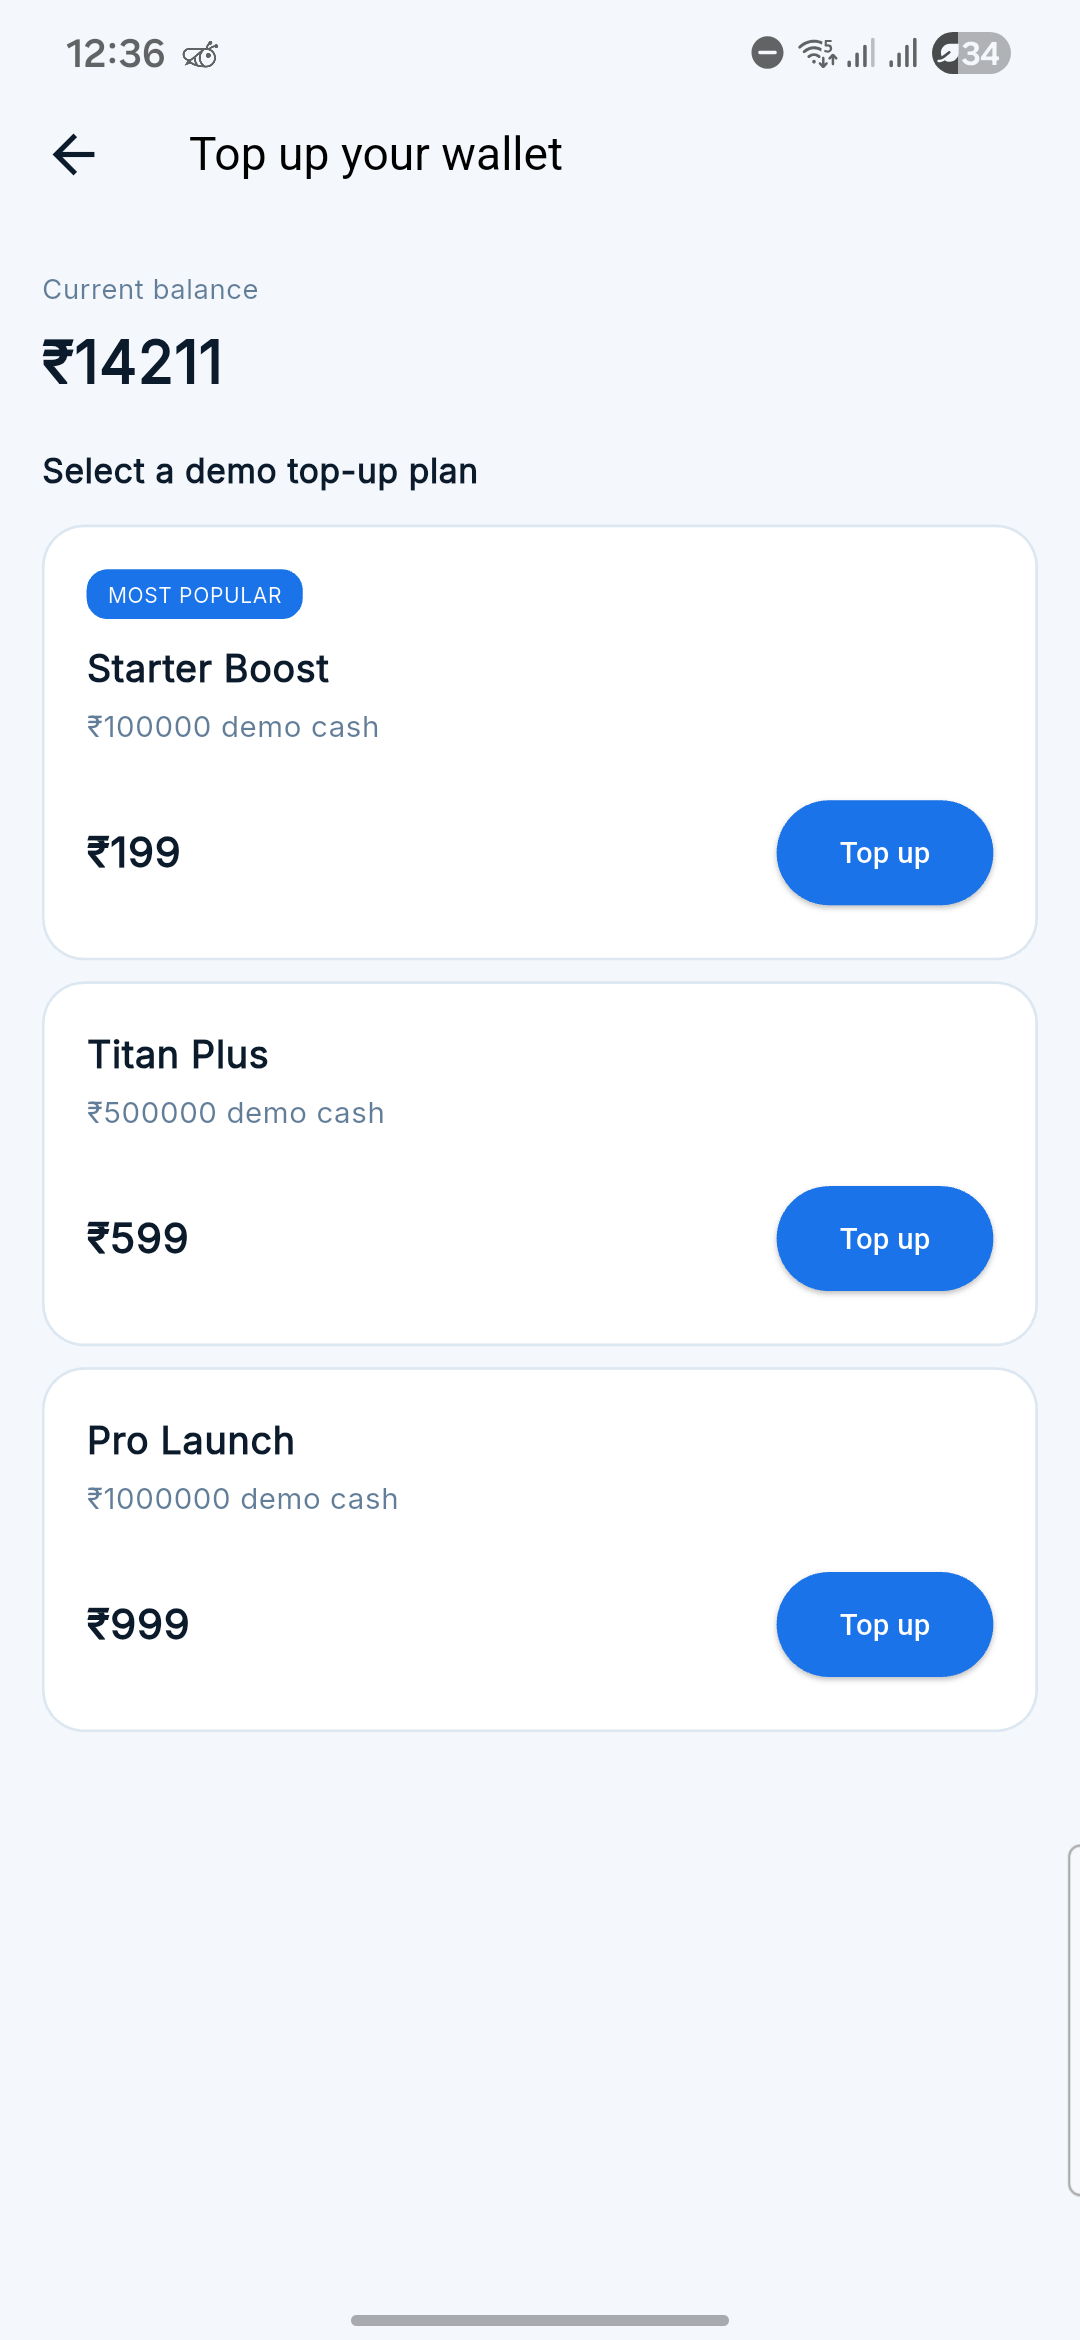 12:36
5
34
Top up your wallet
Current balance
₹14211
Select a demo top-up plan
MOST POPULAR
Starter Boost
₹100000 demo cash
₹199
Top up
Titan Plus
₹500000 demo cash
₹599
Top up
Pro Launch
₹1000000 demo cash
₹999
Top up